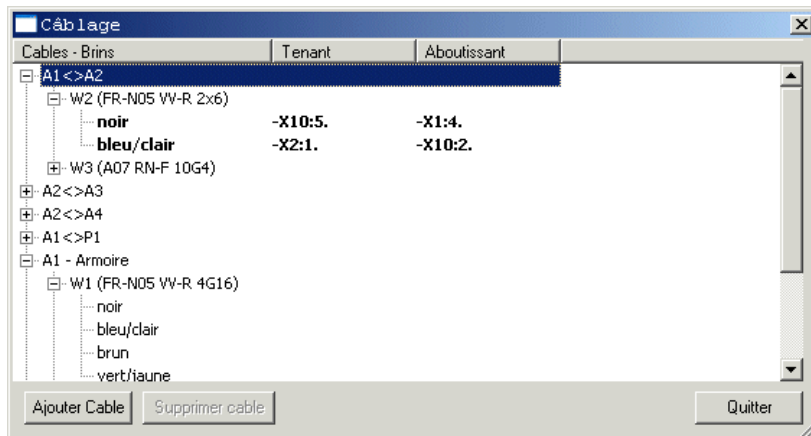 Câblage
Cables - Brins Tenant Aboutissant
A1<>A2
W2 (FR-N05 VV-R 2x6)
noir -X10:5. -X1:4.
bleu/clair -X2:1. -X10:2.
W3 (A07 RN-F 10G4)
A2<>A3
A2<>A4
A1<>P1
A1 - Armoire
W1 (FR-N05 VV-R 4G16)
noir
bleu/clair
brun
vert/jaune
Ajouter Cable Supprimer cable Quitter